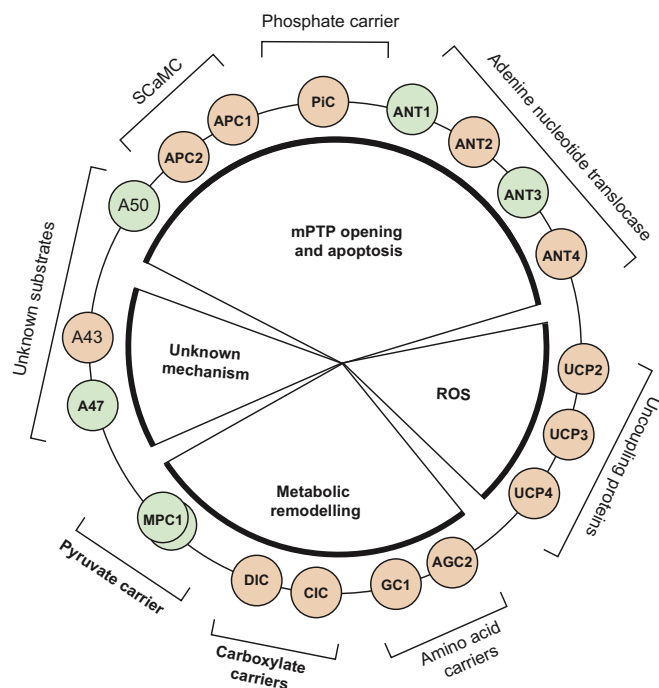 Phosphate carrier
SCaMC
Adenine nucleotide translocase
PiC
ANT1
APC1
ANT2
APC2
ANT3
A50
ANT4
Unknown substrates
mPTP opening
and apoptosis
A43
Unknown
mechanism
UCP2
ROS
A47
UCP3
Uncoupling proteins
UCP4
Metabolic
remodelling
MPC1
Pyruvate carrier
DIC
CIC
GC1
AGC2
Carboxylate
carriers
Amino acid
carriers